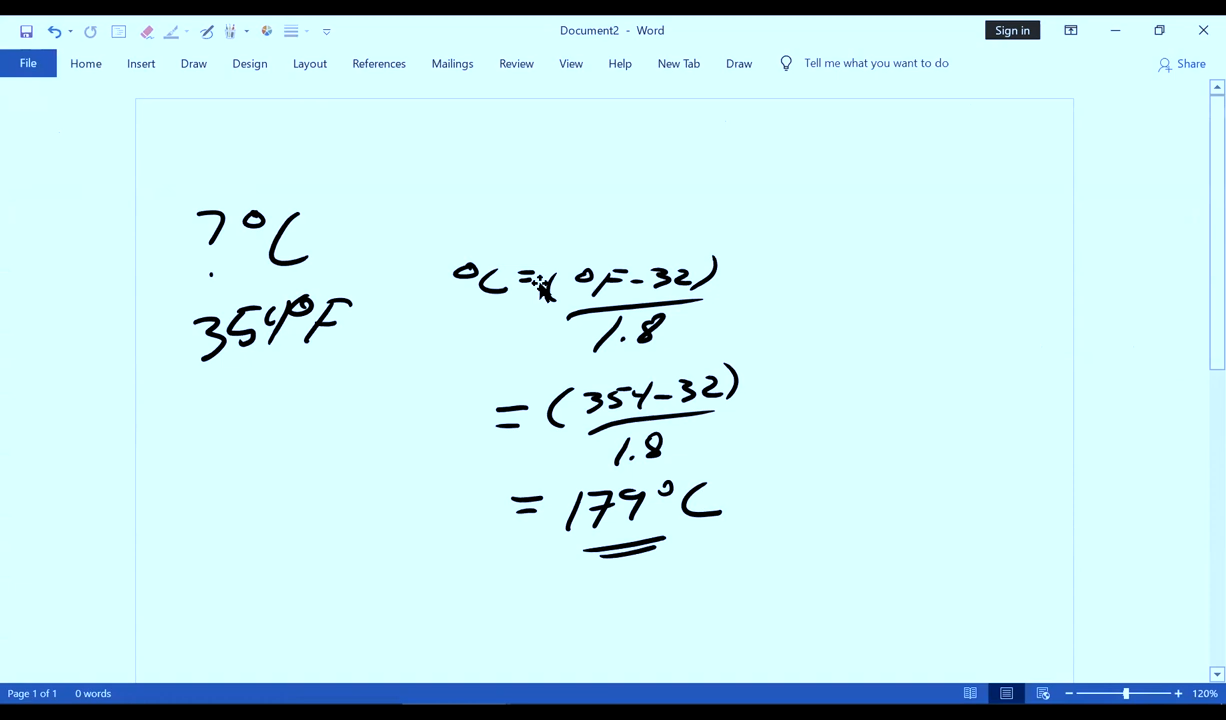 Document2 - Word
Sign in
File Home Insert Draw Design Layout References Mailings Review View Help New Tab Draw Tell me what you want to do Share
? °C
354°F
°C = (°F - 32)
1.8
= (354 - 32)
1.8
= 179°C
Page 1 of 1 0 words
120%